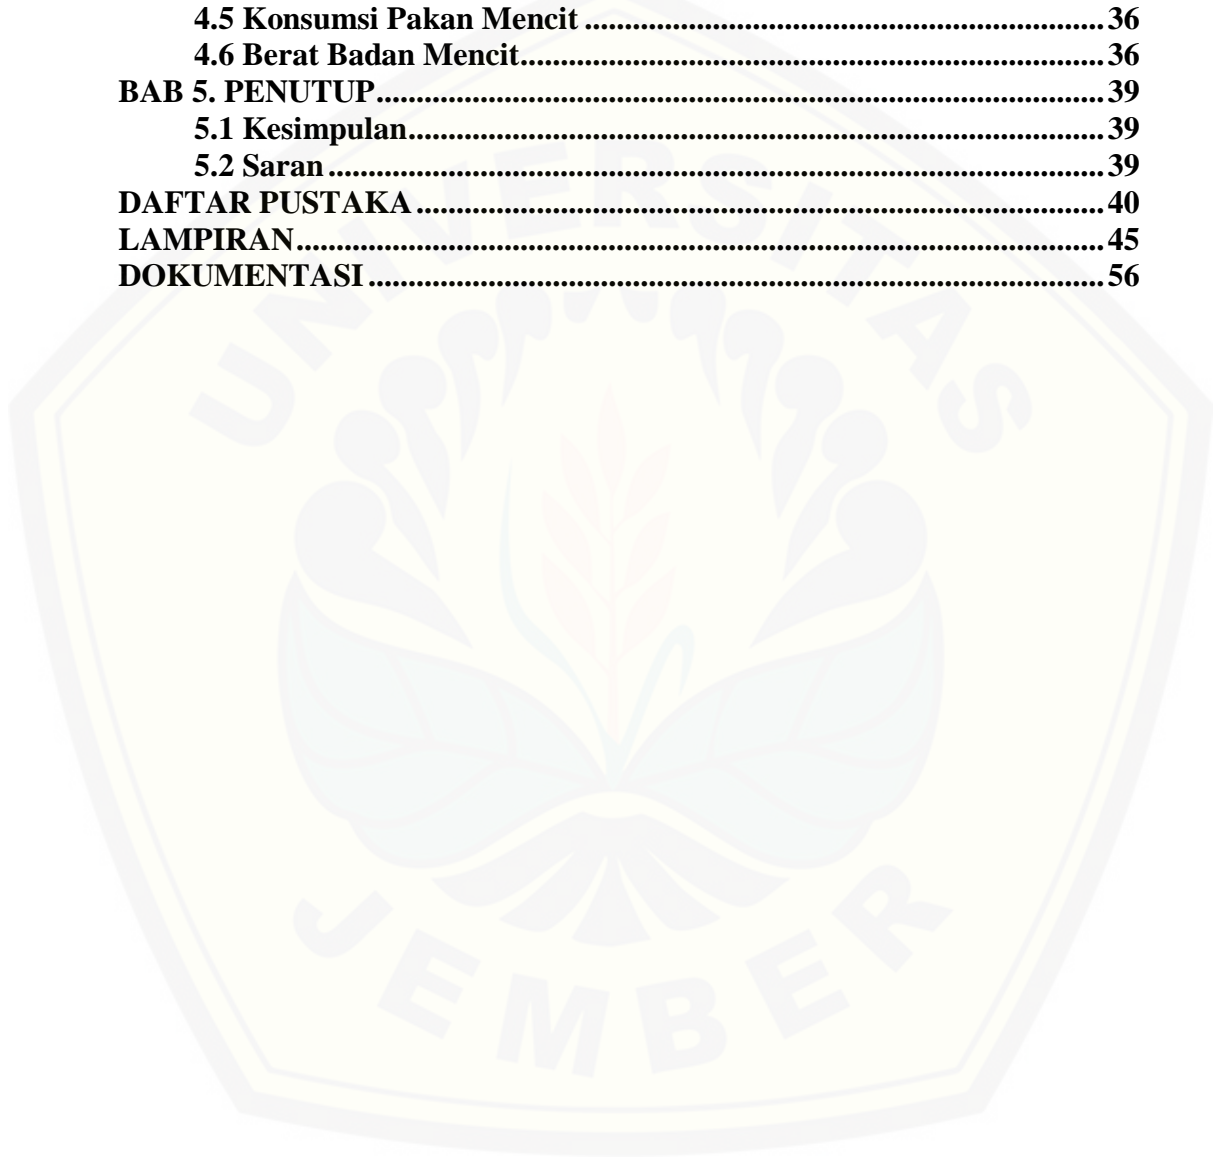 4.5 Konsumsi Pakan Mencit ................................................................. 36
4.6 Berat Badan Mencit......................................................................... 36
BAB 5. PENUTUP....................................................................................... 39
5.1 Kesimpulan...................................................................................... 39
5.2 Saran ................................................................................................ 39
DAFTAR PUSTAKA .................................................................................. 40
LAMPIRAN................................................................................................. 45
DOKUMENTASI ........................................................................................ 56
UNIVERSITAS
JEMBER